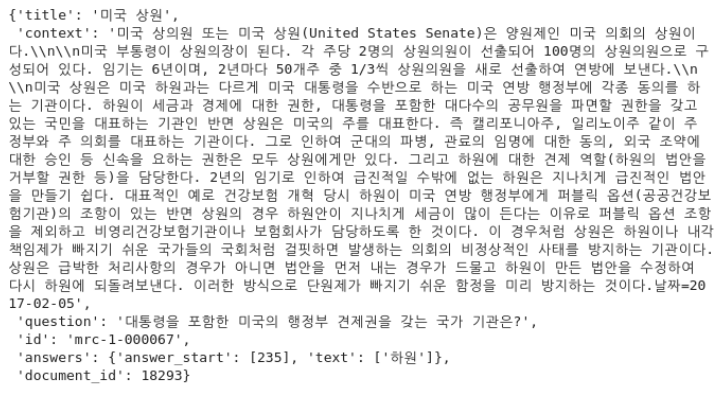 {'title': '미국 상원',
 'context': '미국 상의원 또는 미국 상원(United States Senate)은 양원제인 미국 의회의 상원이
다.\\n\\n미국 부통령이 상원의장이 된다. 각 주당 2명의 상원의원이 선출되어 100명의 상원의원으로 구
성되어 있다. 임기는 6년이며, 2년마다 50개주 중 1/3씩 상원의원을 새로 선출하여 연방에 보낸다.\\n
\\n미국 상원은 미국 하원과는 다르게 미국 대통령을 수반으로 하는 미국 연방 행정부에 각종 동의를 하
는 기관이다. 하원이 세금과 경제에 대한 권한, 대통령을 포함한 대다수의 공무원을 파면할 권한을 갖고
있는 국민을 대표하는 기관인 반면 상원은 미국의 주를 대표한다. 즉 캘리포니아주, 일리노이주 같이 주
정부와 주 의회를 대표하는 기관이다. 그로 인하여 군대의 파병, 관료의 임명에 대한 동의, 외국 조약에
대한 승인 등 신속을 요하는 권한은 모두 상원에게만 있다. 그리고 하원에 대한 견제 역할(하원의 법안을
거부할 권한 등)을 담당한다. 2년의 임기로 인하여 급진적일 수밖에 없는 하원은 지나치게 급진적인 법안
을 만들기 쉽다. 대표적인 예로 건강보험 개혁 당시 하원이 미국 연방 행정부에게 퍼블릭 옵션(공공건강보
험기관)의 조항이 있는 반면 상원의 경우 하원안이 지나치게 세금이 많이 든다는 이유로 퍼블릭 옵션 조항
을 제외하고 비영리건강보험기관이나 보험회사가 담당하도록 한 것이다. 이 경우처럼 상원은 하원이나 내각
책임제가 빠지기 쉬운 국가들의 국회처럼 걸핏하면 발생하는 의회의 비정상적인 사태를 방지하는 기관이다.
상원은 급박한 처리사항의 경우가 아니면 법안을 먼저 내는 경우가 드물고 하원이 만든 법안을 수정하여
다시 하원에 되돌려보낸다. 이러한 방식으로 단원제가 빠지기 쉬운 함정을 미리 방지하는 것이다.날짜=20
17-02-05',
 'question': '대통령을 포함한 미국의 행정부 견제권을 갖는 국가 기관은?',
 'id': 'mrc-1-000067',
 'answers': {'answer_start': [235], 'text': ['하원']},
 'document_id': 18293}